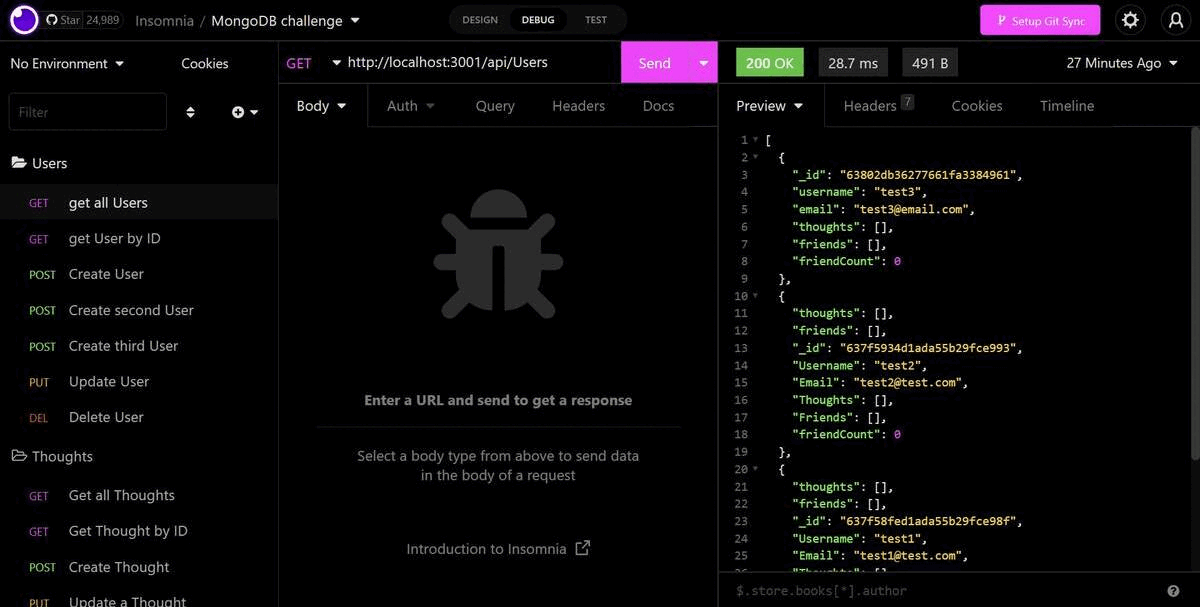 Star 24,989 Insomnia / MongoDB challenge DESIGN DEBUG TEST Setup Git Sync
No Environment Cookies
Filter
Users
GET get all Users
GET get User by ID
POST Create User
POST Create second User
POST Create third User
PUT Update User
DEL Delete User
Thoughts
GET Get all Thoughts
GET Get Thought by ID
POST Create Thought
PUT Update a Thought
GET http://localhost:3001/api/Users Send
Body Auth Query Headers Docs
Enter a URL and send to get a response
Select a body type from above to send data
in the body of a request
Introduction to Insomnia
200 OK 28.7 ms 491 B 27 Minutes Ago
Preview Headers 7 Cookies Timeline
1 [
2 {
3 "_id": "63802db36277661fa3384961",
4 "username": "test3",
5 "email": "test3@email.com",
6 "thoughts": [],
7 "friends": [],
8 "friendCount": 0
9 },
10 {
11 "thoughts": [],
12 "friends": [],
13 "_id": "637f5934d1ada55b29fce993",
14 "Username": "test2",
15 "Email": "test2@test.com",
16 "Thoughts": [],
17 "Friends": [],
18 "friendCount": 0
19 },
20 {
21 "thoughts": [],
22 "friends": [],
23 "_id": "637f58fed1ada55b29fce98f",
24 "Username": "test1",
25 "Email": "test1@test.com",
26 "Thoughts": [],
$.store.books[*].author